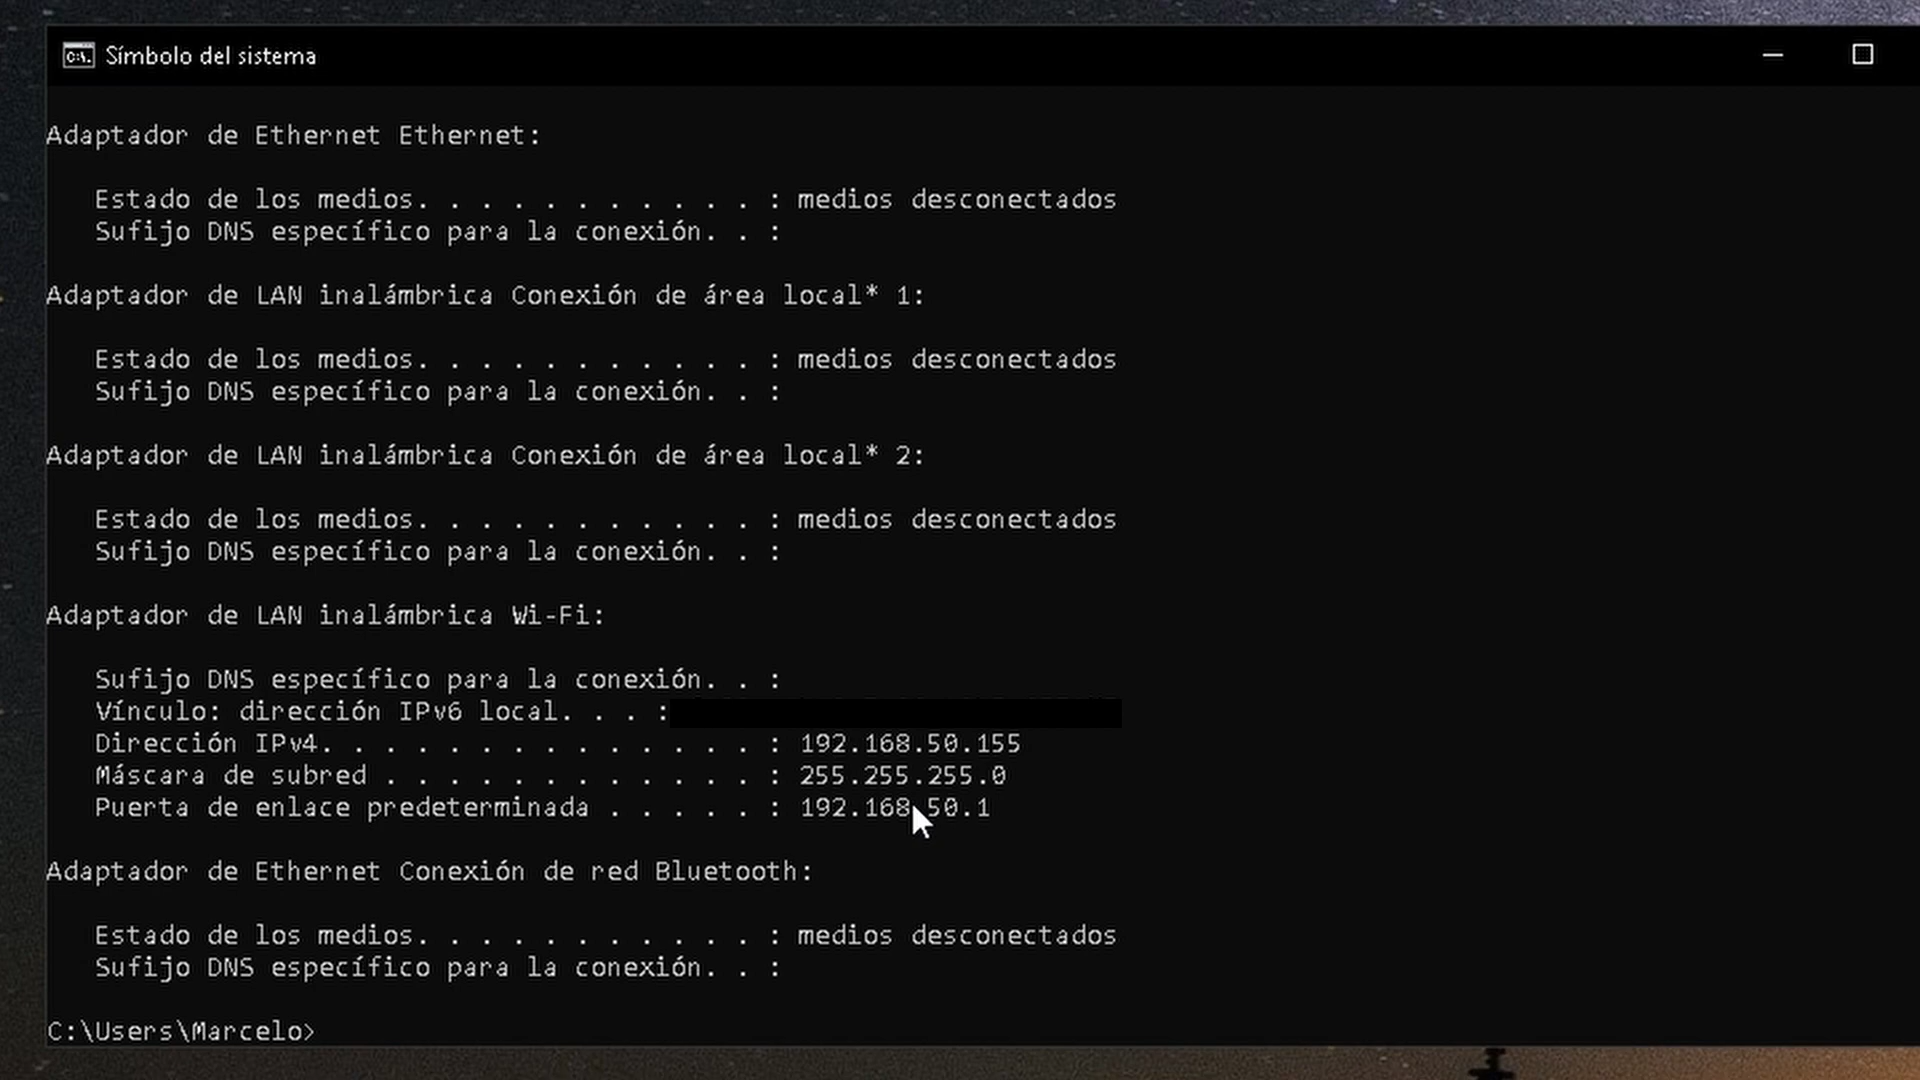 Símbolo del sistema
Adaptador de Ethernet Ethernet:
Estado de los medios. . . . . . . . . . . : medios desconectados
Sufijo DNS específico para la conexión. . :
Adaptador de LAN inalámbrica Conexión de área local* 1:
Estado de los medios. . . . . . . . . . . : medios desconectados
Sufijo DNS específico para la conexión. . :
Adaptador de LAN inalámbrica Conexión de área local* 2:
Estado de los medios. . . . . . . . . . . : medios desconectados
Sufijo DNS específico para la conexión. . :
Adaptador de LAN inalámbrica Wi-Fi:
Sufijo DNS específico para la conexión. . :
Vínculo: dirección IPv6 local. . . :
Dirección IPv4. . . . . . . . . . . . . . : 192.168.50.155
Máscara de subred . . . . . . . . . . . . : 255.255.255.0
Puerta de enlace predeterminada . . . . . : 192.168.50.1
Adaptador de Ethernet Conexión de red Bluetooth:
Estado de los medios. . . . . . . . . . . : medios desconectados
Sufijo DNS específico para la conexión. . :
C:\Users\Marcelo>